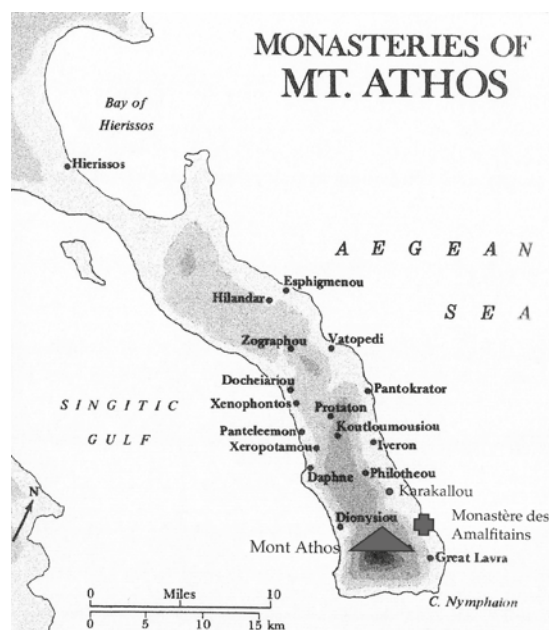 MONASTERIES OF
MT. ATHOS
Bay of
Hierissos
Hierissos
A E G E A N
S E A
Esphigmenou
Hilandar
Zographou
Vatopedi
Docheiariou
Pantokrator
Xenophontos
Protaton
SINGITIC
GULF
Panteleemon
Koutloumousiou
Xeropotamou
Iveron
Daphne
Philotheou
Karakallou
N
Dionysiou
Monastère des
Amalfitains
Mont Athos
Great Lavra
C. Nymphaion
0 Miles 10
0 5 10 15 km